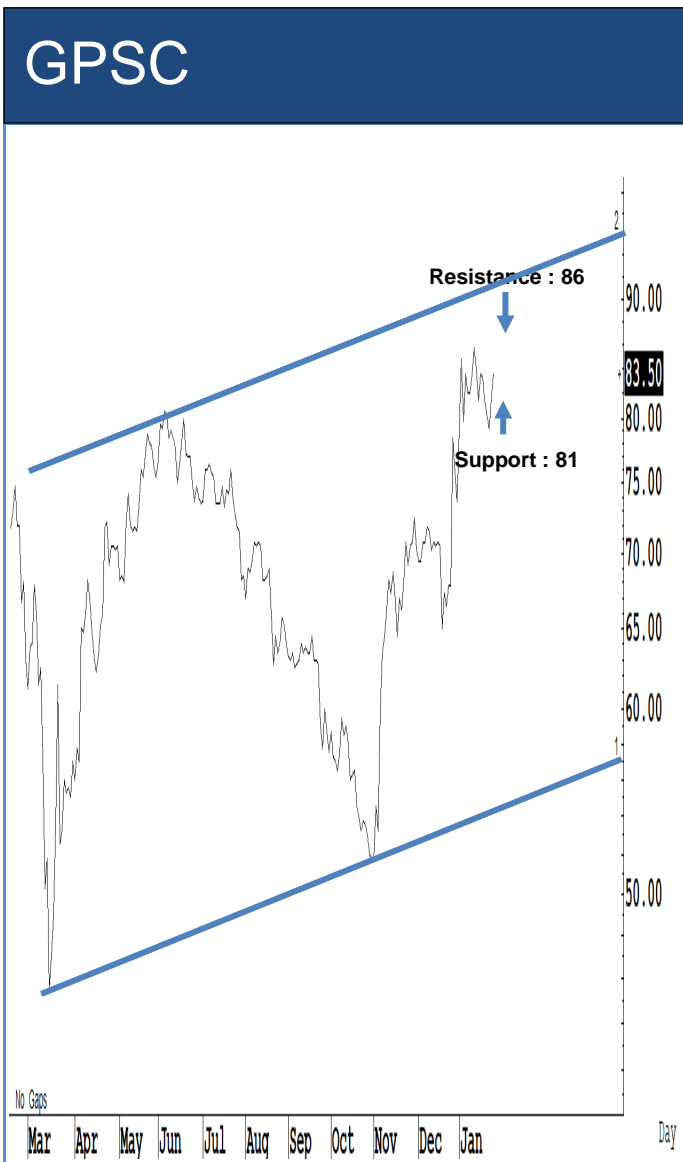 GPSC
2
Resistance : 86
90.00
83.50
80.00
Support : 81
75.00
70.00
65.00
60.00
1
50.00
No Gaps
Mar Apr May Jun Jul Aug Sep Oct Nov Dec Jan Day